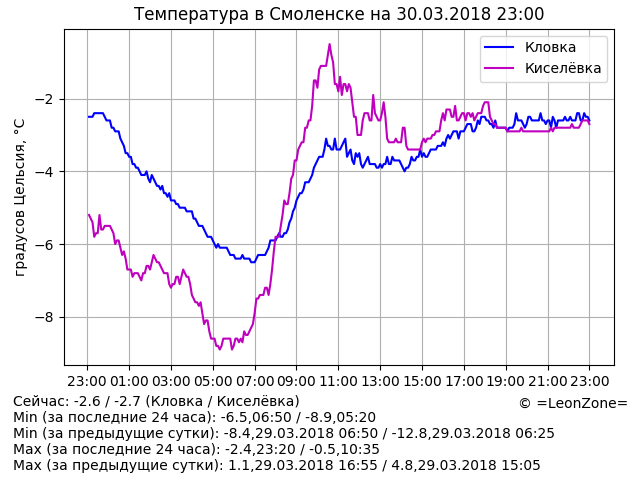 Температура в Смоленске на 30.03.2018 23:00
Кловка
Киселёвка
градусов Цельсия, °C
−2
−4
−6
−8
23:00 01:00 03:00 05:00 07:00 09:00 11:00 13:00 15:00 17:00 19:00 21:00 23:00
Сейчас: -2.6 / -2.7 (Кловка / Киселёвка)
© =LeonZone=
Min (за последние 24 часа): -6.5,06:50 / -8.9,05:20
Min (за предыдущие сутки): -8.4,29.03.2018 06:50 / -12.8,29.03.2018 06:25
Max (за последние 24 часа): -2.4,23:20 / -0.5,10:35
Max (за предыдущие сутки): 1.1,29.03.2018 16:55 / 4.8,29.03.2018 15:05